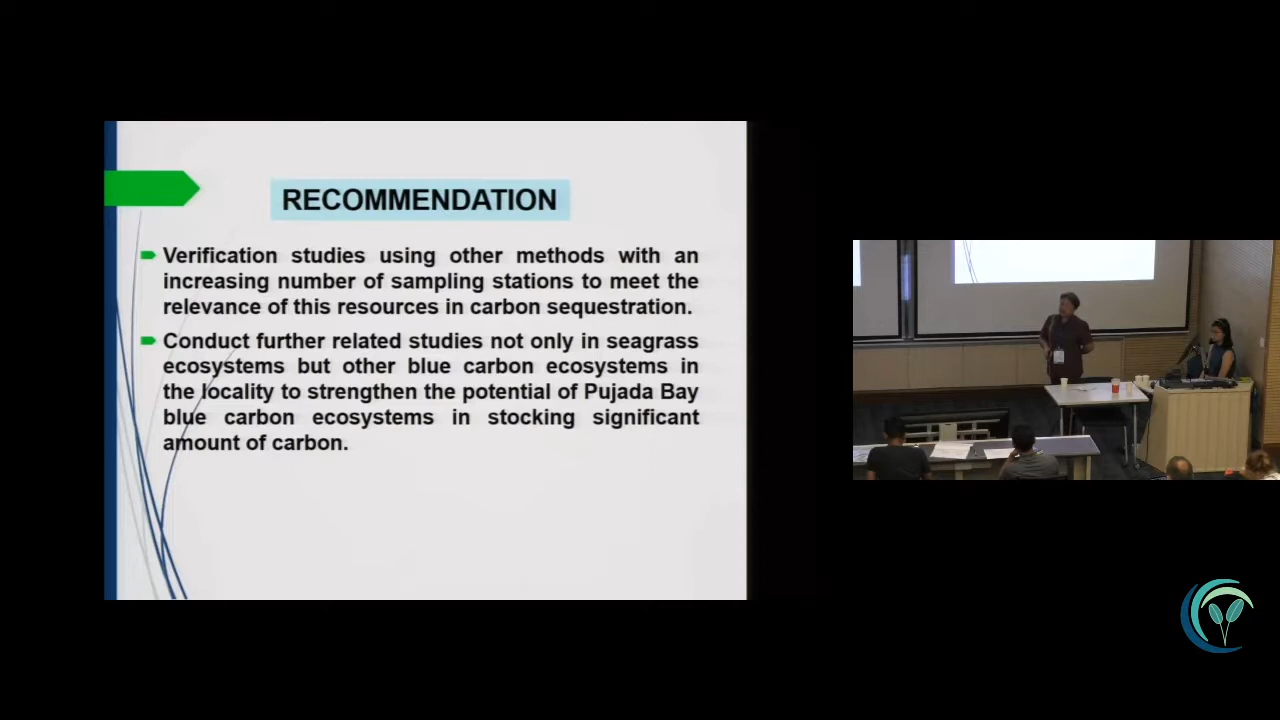 RECOMMENDATION
Verification studies using other methods with an
increasing number of sampling stations to meet the
relevance of this resources in carbon sequestration.
Conduct further related studies not only in seagrass
ecosystems but other blue carbon ecosystems in
the locality to strengthen the potential of Pujada Bay
blue carbon ecosystems in stocking significant
amount of carbon.